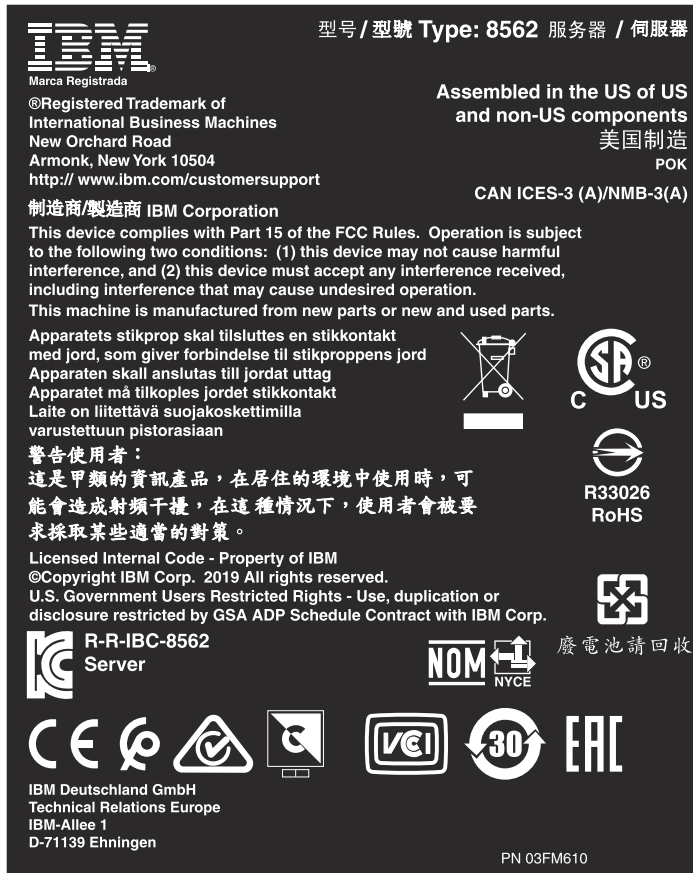 IBM®
型号/型號 Type: 8562 服务器 / 伺服器
Marca Registrada
®Registered Trademark of
International Business Machines
New Orchard Road
Armonk, New York 10504
http:// www.ibm.com/customersupport
Assembled in the US of US
and non-US components
美国制造
POK
CAN ICES-3 (A)/NMB-3(A)
制造商/製造商 IBM Corporation
This device complies with Part 15 of the FCC Rules. Operation is subject
to the following two conditions: (1) this device may not cause harmful
interference, and (2) this device must accept any interference received,
including interference that may cause undesired operation.
This machine is manufactured from new parts or new and used parts.
Apparatets stikprop skal tilsluttes en stikkontakt
med jord, som giver forbindelse til stikproppens jord
Apparaten skall anslutas till jordat uttag
Apparatet må tilkoples jordet stikkontakt
Laite on liitettävä suojakoskettimilla
varustettuun pistorasiaan
SA®
C US
警告使用者：
這是甲類的資訊產品，在居住的環境中使用時，可
能會造成射頻干擾，在這種情況下，使用者會被要
求採取某些適當的對策。
R33026
RoHS
Licensed Internal Code - Property of IBM
©Copyright IBM Corp. 2019 All rights reserved.
U.S. Government Users Restricted Rights - Use, duplication or
disclosure restricted by GSA ADP Schedule Contract with IBM Corp.
廢電池請回收
R-R-IBC-8562
Server
NOM
NYCE
CE
VCI
30
EAC
IBM Deutschland GmbH
Technical Relations Europe
IBM-Allee 1
D-71139 Ehningen
PN 03FM610